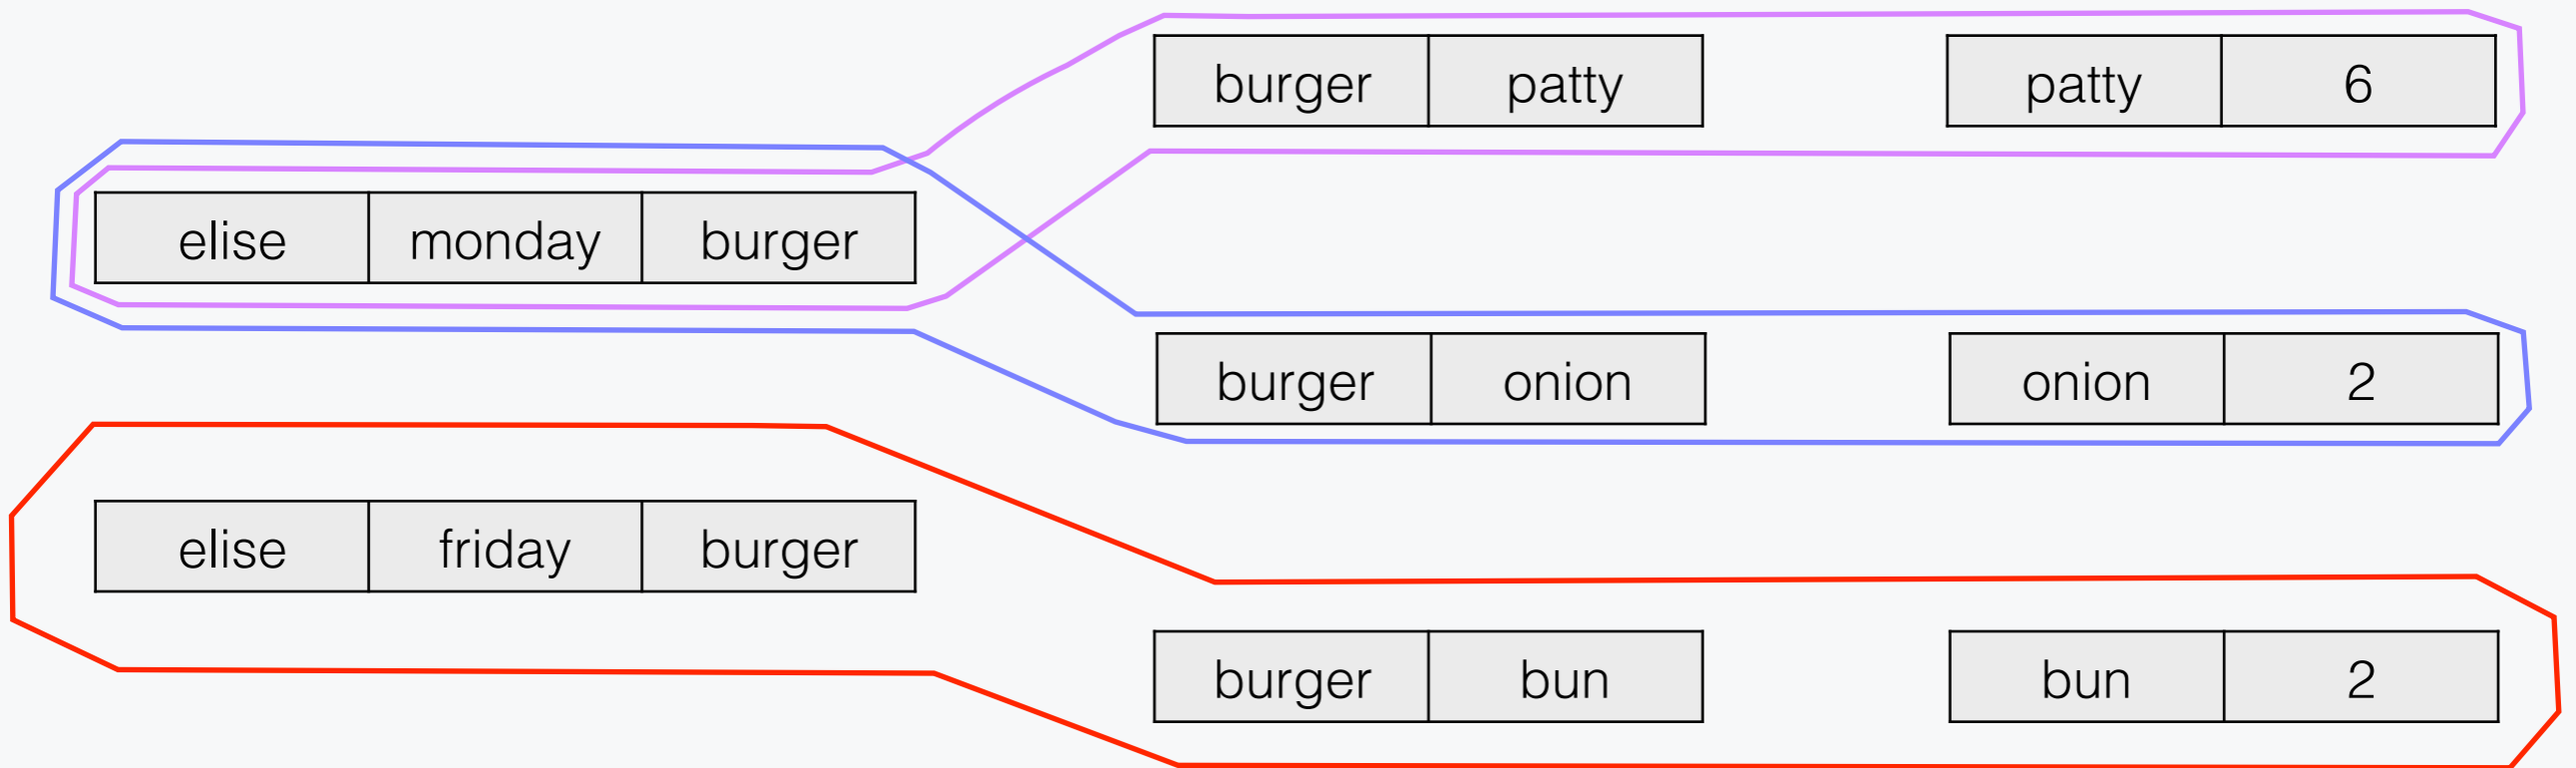 burger patty patty 6
elise monday burger
burger onion onion 2
elise friday burger
burger bun bun 2